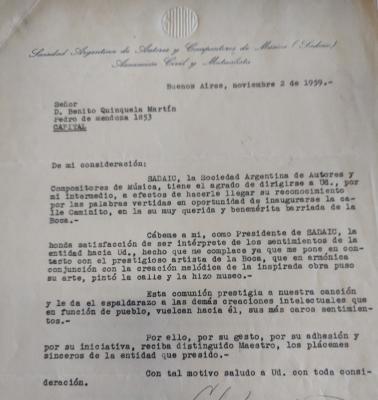 Sociedad Argentina de Autores y Compositores de Música (Sadaic)
Asociación Civil y Mutualista
Buenos Aires, noviembre 2 de 1959.-
Señor
D. Benito Quinquela Martín
Pedro de mendoza 1853
CAPITAL
De mi consideración:
SADAIC, la Sociedad Argentina de Autores y
Compositores de Música, tiene el agrado de dirigirse a Ud., por
mi intermedio, a efectos de hacerle llegar su reconocimiento
por las palabras vertidas en oportunidad de inaugurarse la ca-
lle Caminito, en la su muy querida y benemérita barriada de la
Boca.-
Cábeme a mi, como Presidente de SADAIC, la
honda satisfacción de ser intérprete de los sentimientos de la
entidad hacia Ud., hecho que me complace ya que me pone en con-
tacto con el prestigioso artista de la Boca, que en armónica
conjunción con la creación melódica de la inspirada obra puso
su arte, pintó la calle y la hizo museo.-
Esta comunión prestigia a nuestra canción
y le da el espaldarazo a las demás creaciones intelectuales que
en función de pueblo, vuelcan hacia él, sus más caros sentimien-
tos.-
Por ello, por su gesto, por su adhesión y
por su iniciativa, reciba distinguido Maestro, los plácemes
sinceros de la entidad que presido.-
Con tal motivo saludo a Ud. con toda consi-
deración.